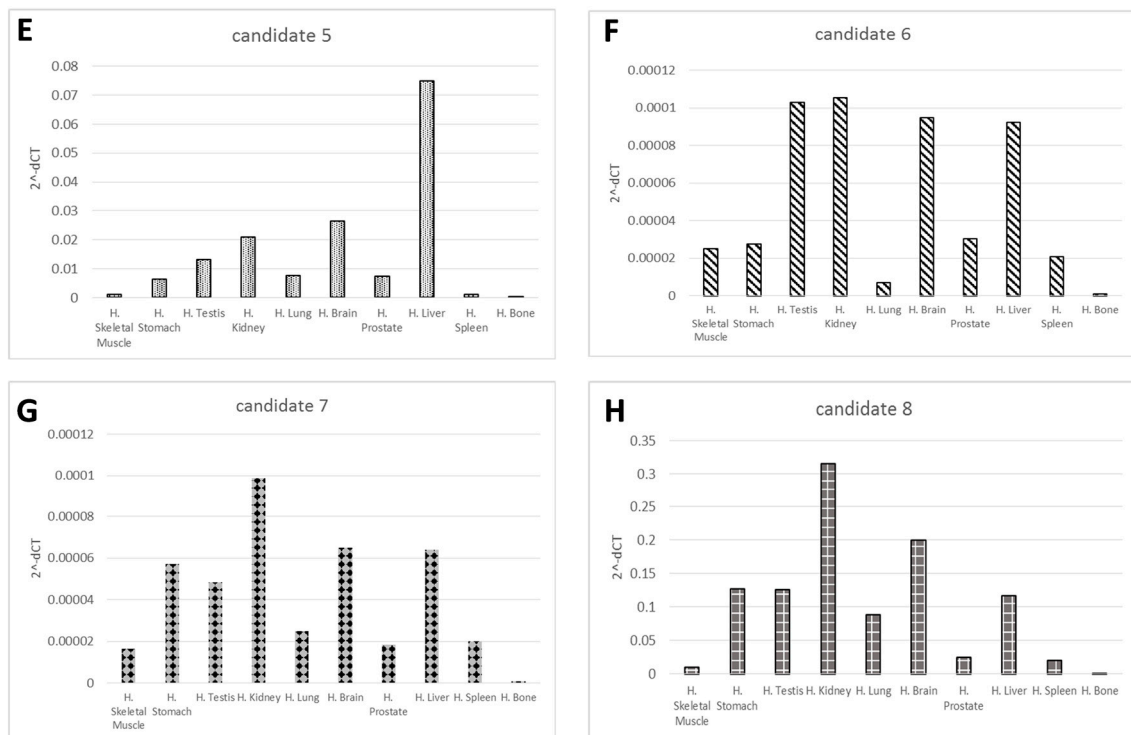 E
candidate 5
2^-dCT
0.08
0.07
0.06
0.05
0.04
0.03
0.02
0.01
0
H. Skeletal Muscle
H. Stomach
H. Testis
H. Kidney
H. Lung
H. Brain
H. Prostate
H. Liver
H. Spleen
H. Bone
F
candidate 6
2^-dCT
0.00012
0.0001
0.00008
0.00006
0.00004
0.00002
0
H. Skeletal Muscle
H. Stomach
H. Testis
H. Kidney
H. Lung
H. Brain
H. Prostate
H. Liver
H. Spleen
H. Bone
G
candidate 7
2^-dCT
0.00012
0.0001
0.00008
0.00006
0.00004
0.00002
0
H. Skeletal Muscle
H. Stomach
H. Testis
H. Kidney
H. Lung
H. Brain
H. Prostate
H. Liver
H. Spleen
H. Bone
H
candidate 8
2^-dCT
0.35
0.3
0.25
0.2
0.15
0.1
0.05
0
H. Skeletal Muscle
H. Stomach
H. Testis
H. Kidney
H. Lung
H. Brain
H. Prostate
H. Liver
H. Spleen
H. Bone